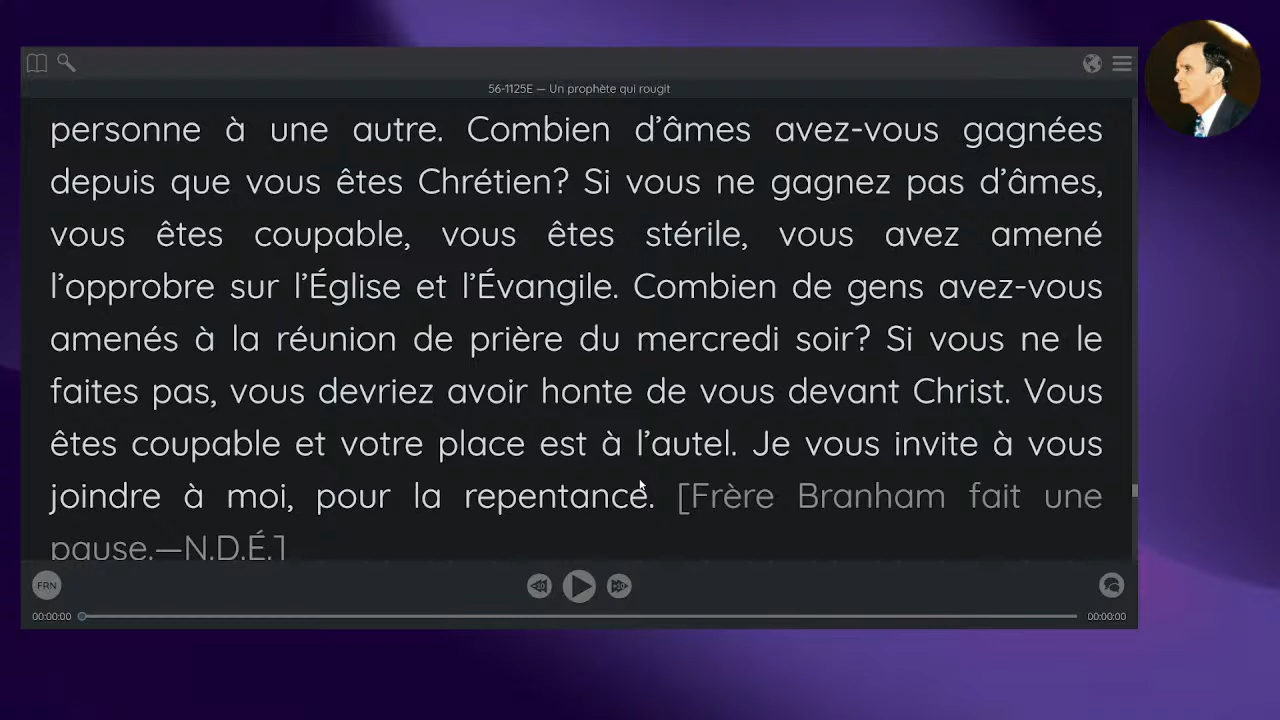 56-1125E — Un prophète qui rougit
personne à une autre. Combien d’âmes avez-vous gagnées
depuis que vous êtes Chrétien? Si vous ne gagnez pas d’âmes,
vous êtes coupable, vous êtes stérile, vous avez amené
l’opprobre sur l’Église et l’Évangile. Combien de gens avez-vous
amenés à la réunion de prière du mercredi soir? Si vous ne le
faites pas, vous devriez avoir honte de vous devant Christ. Vous
êtes coupable et votre place est à l’autel. Je vous invite à vous
joindre à moi, pour la repentance. [Frère Branham fait une
pause.—N.D.É.]
FRN
00:00:00
00:00:00